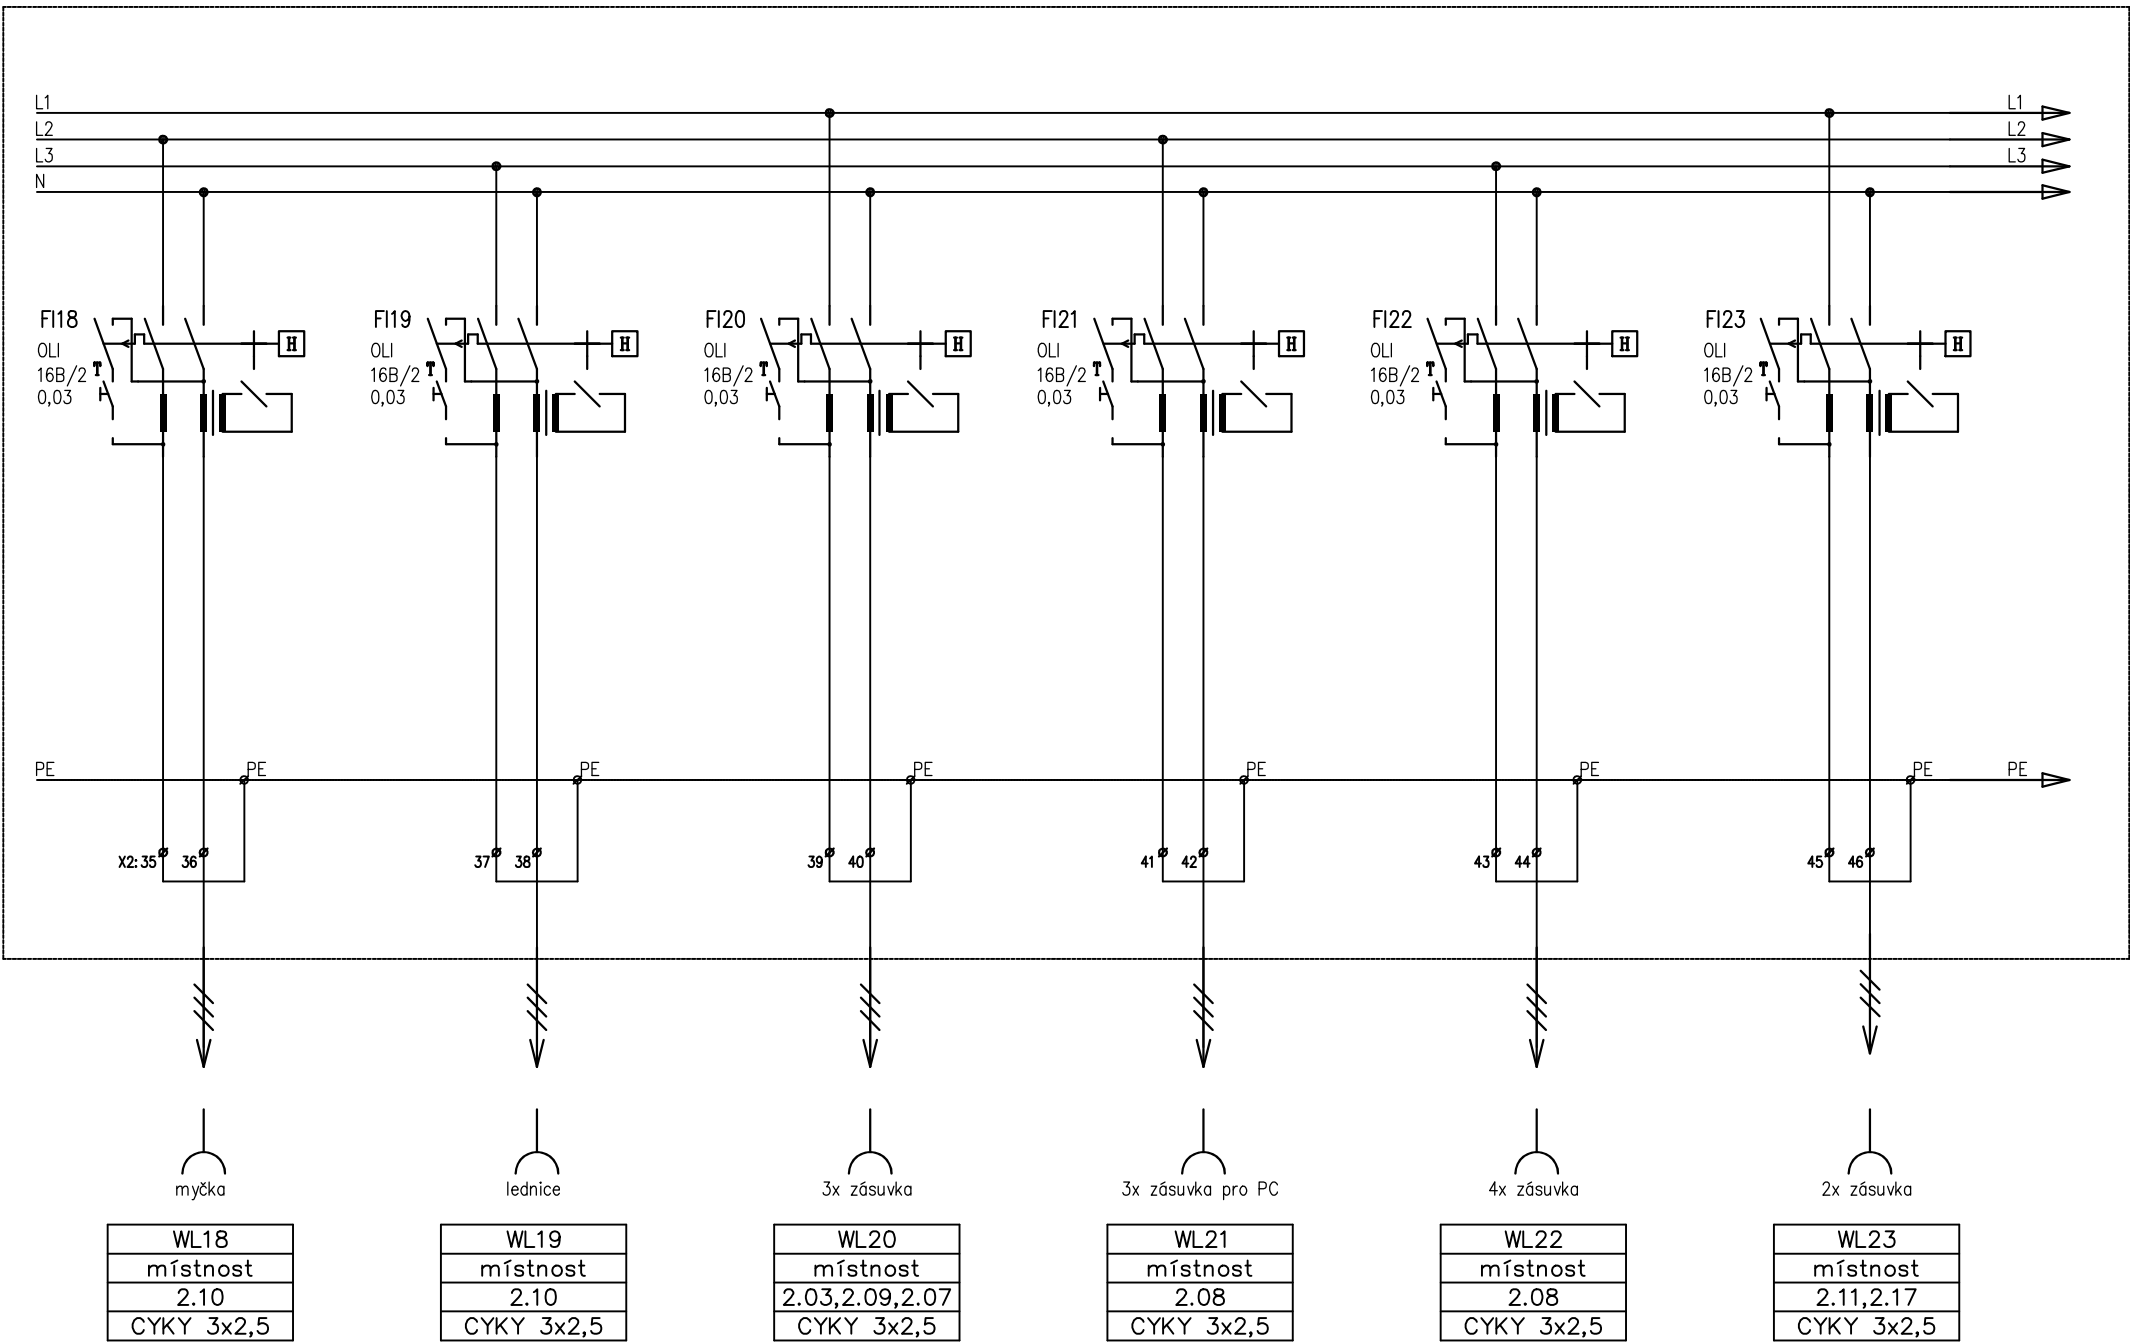 L1 L1
L2 L2
L3 L3
N
FI18 FI19 FI20 FI21 FI22 FI23
H H H H H H
OLI OLI OLI OLI OLI OLI
16B/2 T 16B/2 T 16B/2 T 16B/2 T 16B/2 T 16B/2 T
0,03 0,03 0,03 0,03 0,03 0,03
PE PE PE PE PE PE PE PE
X2: 35 36 37 38 39 40 41 42 43 44 45 46
myčka lednice 3x zásuvka 3x zásuvka pro PC 4x zásuvka 2x zásuvka
WL18 WL19 WL20 WL21 WL22 WL23
místnost místnost místnost místnost místnost místnost
2.10 2.10 2.03,2.09,2.07 2.08 2.08 2.11,2.17
CYKY 3x2,5 CYKY 3x2,5 CYKY 3x2,5 CYKY 3x2,5 CYKY 3x2,5 CYKY 3x2,5